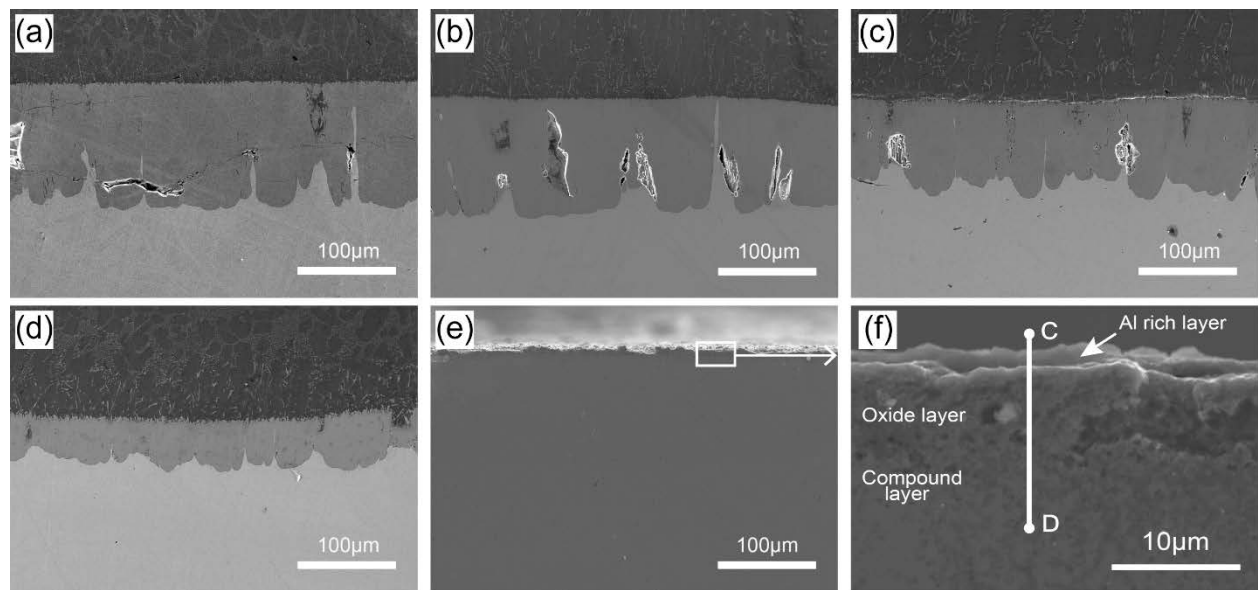 (a)
100μm
(b)
100μm
(c)
100μm
(d)
100μm
(e)
100μm
(f)
C
Al rich layer
Oxide layer
Compound
layer
D
10μm